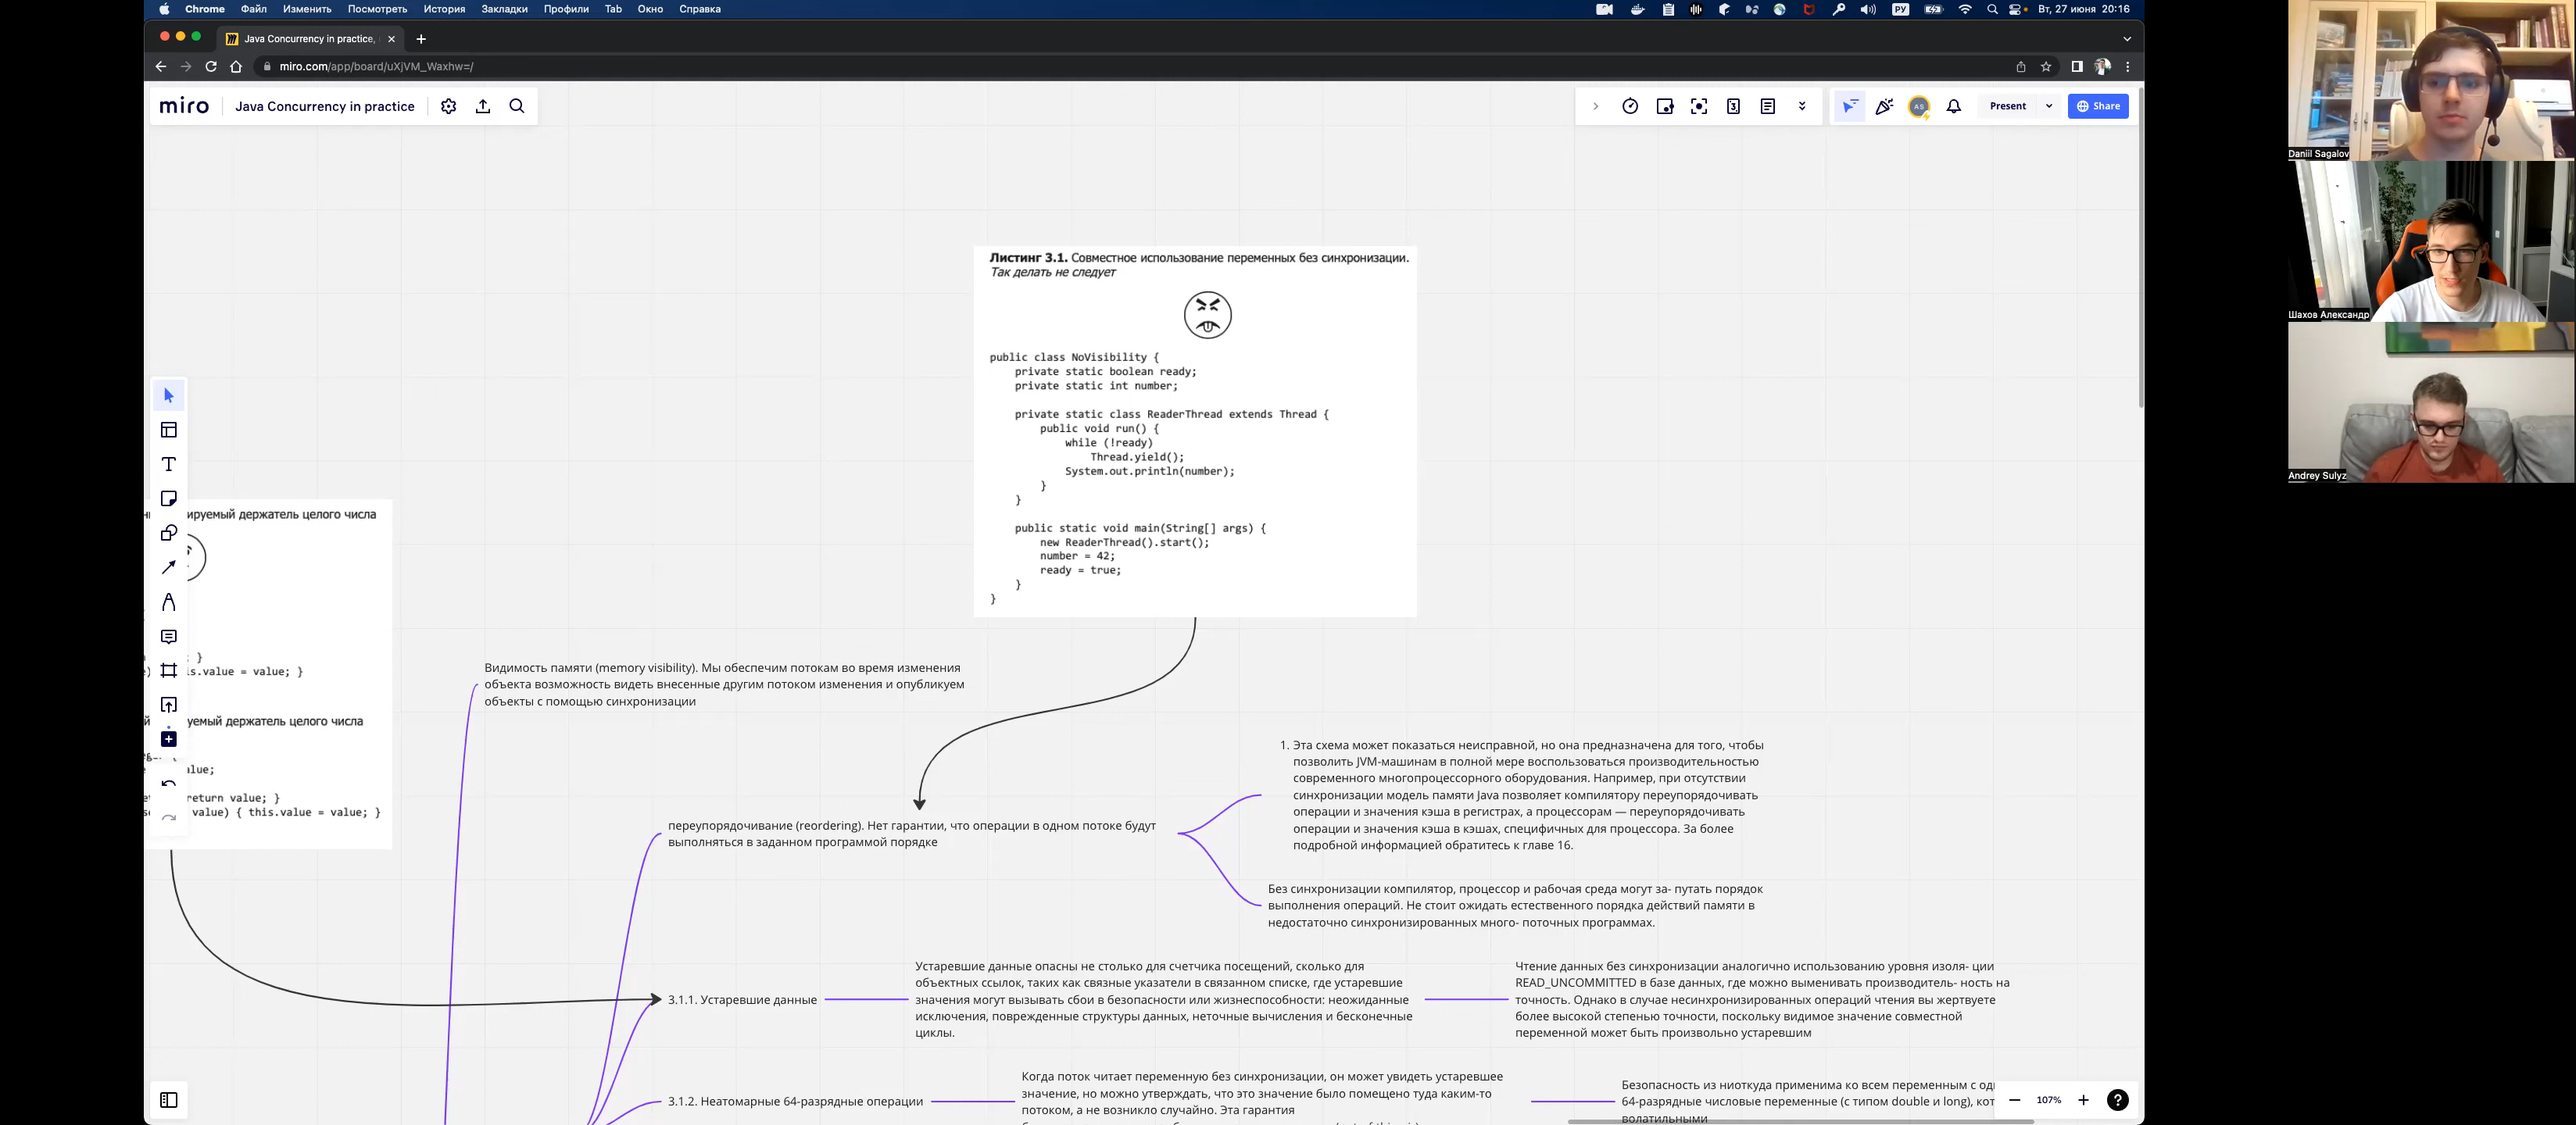 Chrome Файл Изменить Посмотреть История Закладки Профили Tab Окно Справка
РУ
Вт, 27 июня 20:16
Java Concurrency in practice,
miro.com/app/board/uXjVM_Waxhw=/
miro Java Concurrency in practice
AS
Present
Share
Листинг 3.1. Совместное использование переменных без синхронизации.
Так делать не следует
public class NoVisibility {
private static boolean ready;
private static int number;
private static class ReaderThread extends Thread {
public void run() {
while (!ready)
Thread.yield();
System.out.println(number);
}
}
public static void main(String[] args) {
new ReaderThread().start();
number = 42;
ready = true;
}
}
ируемый держатель целого числа
}
s.value = value; }
уемый держатель целого числа
alue;
return value; }
value) { this.value = value; }
Видимость памяти (memory visibility). Мы обеспечим потокам во время изменения
объекта возможность видеть внесенные другим потоком изменения и опубликуем
объекты с помощью синхронизации
переупорядочивание (reordering). Нет гарантии, что операции в одном потоке будут
выполняться в заданном программой порядке
1. Эта схема может показаться неисправной, но она предназначена для того, чтобы
позволить JVM-машинам в полной мере воспользоваться производительностью
современного многопроцессорного оборудования. Например, при отсутствии
синхронизации модель памяти Java позволяет компилятору переупорядочивать
операции и значения кэша в регистрах, а процессорам — переупорядочивать
операции и значения кэша в кэшах, специфичных для процессора. За более
подробной информацией обратитесь к главе 16.
Без синхронизации компилятор, процессор и рабочая среда могут за- путать порядок
выполнения операций. Не стоит ожидать естественного порядка действий памяти в
недостаточно синхронизированных много- поточных программах.
3.1.1. Устаревшие данные
Устаревшие данные опасны не столько для счетчика посещений, сколько для
объектных ссылок, таких как связные указатели в связанном списке, где устаревшие
значения могут вызывать сбои в безопасности или жизнеспособности: неожиданные
исключения, поврежденные структуры данных, неточные вычисления и бесконечные
циклы.
Чтение данных без синхронизации аналогично использованию уровня изоля- ции
READ_UNCOMMITTED в базе данных, где можно выменивать производитель- ность на
точность. Однако в случае несинхронизированных операций чтения вы жертвуете
более высокой степенью точности, поскольку видимое значение совместной
переменной может быть произвольно устаревшим
3.1.2. Неатомарные 64-разрядные операции
Когда поток читает переменную без синхронизации, он может увидеть устаревшее
значение, но можно утверждать, что это значение было помещено туда каким-то
потоком, а не возникло случайно. Эта гарантия
Безопасность из ниоткуда применима ко всем переменным с
64-разрядные числовые переменные (с типом double и long),
волатильными
107%
Daniil Sagalov
Шахов Александр
Andrey Sulyz